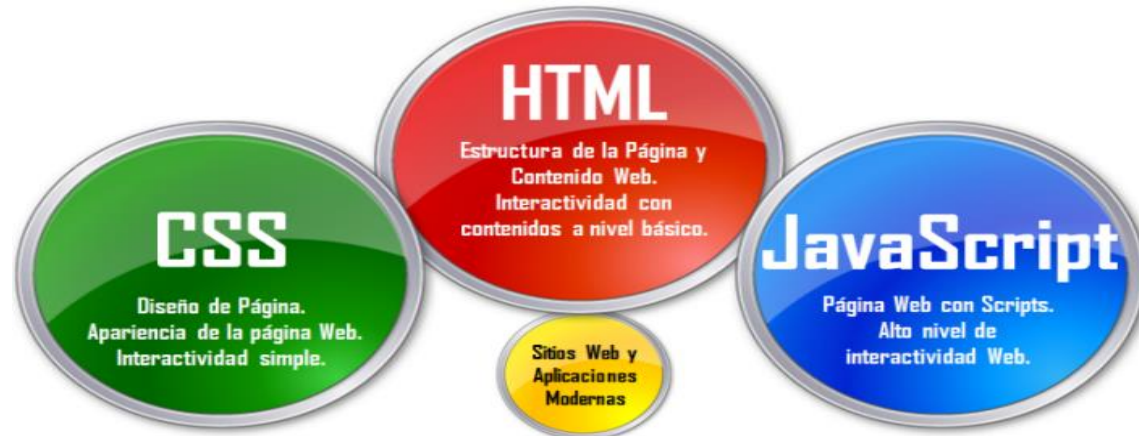 HTML
Estructura de la Página y
Contenido Web.
Interactividad con
contenidos a nivel básico.
CSS
Diseño de Página.
Apariencia de la página Web.
Interactividad simple.
JavaScript
Página Web con Scripts.
Alto nivel de
interactividad Web.
Sitios Web y
Aplicaciones
Modernas